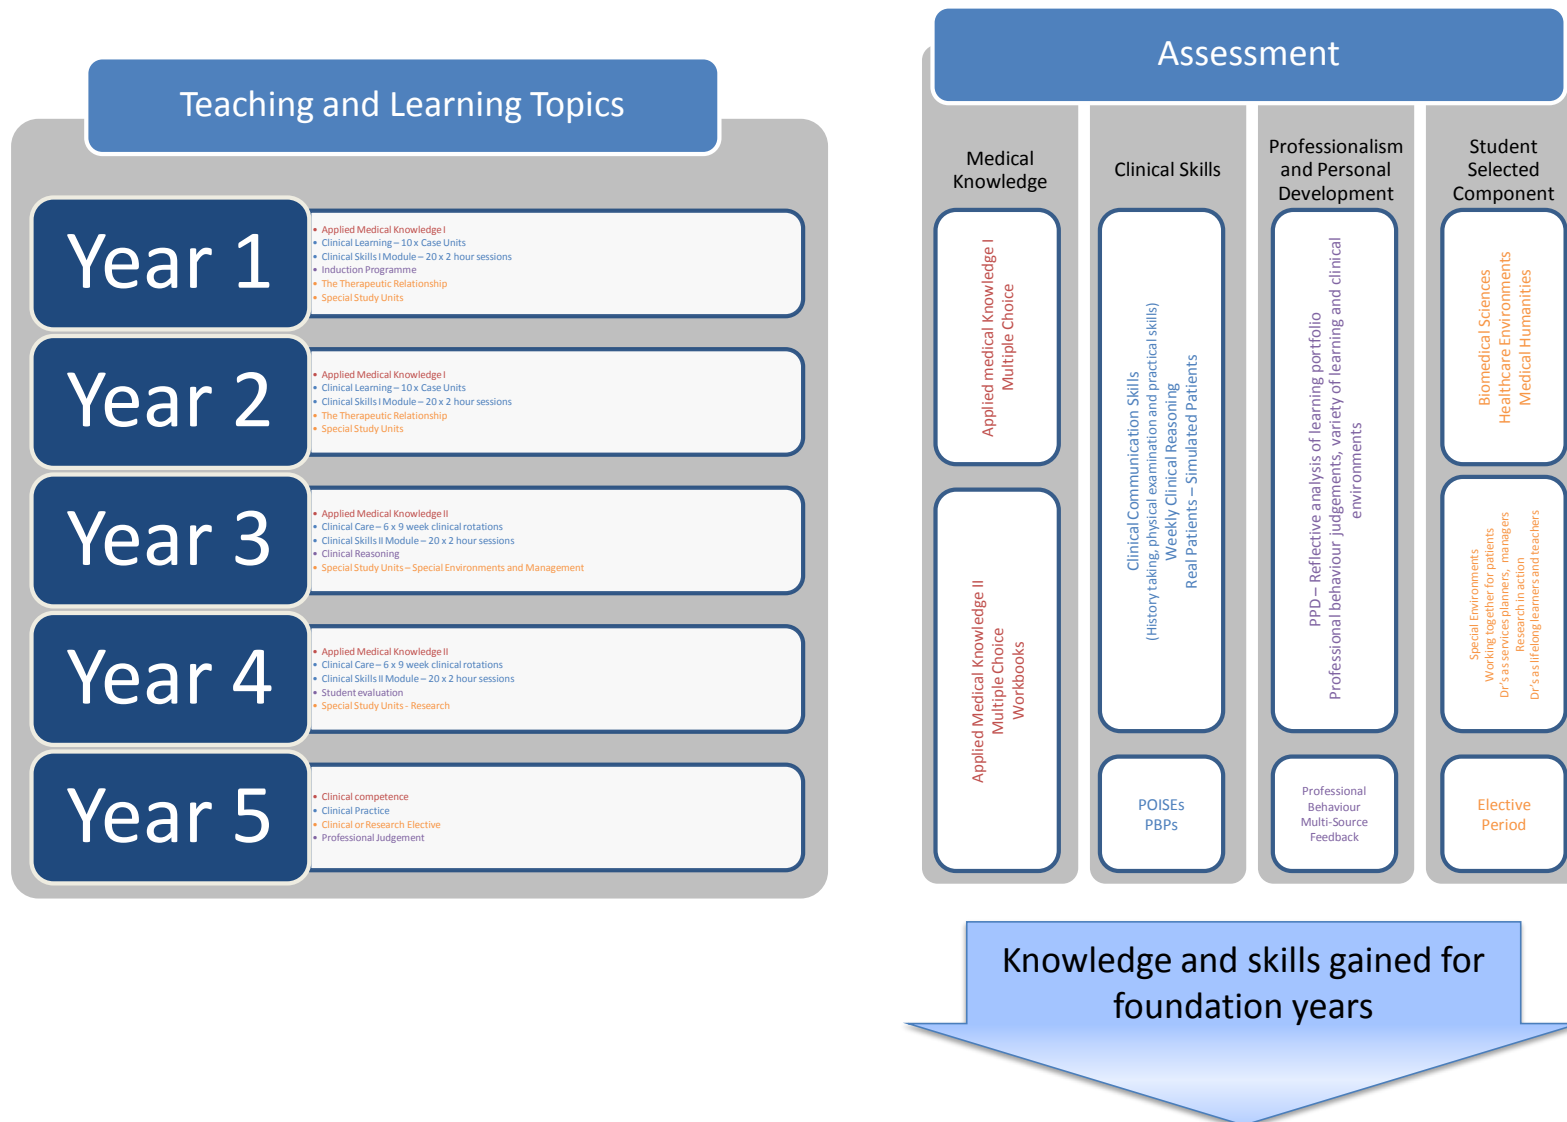 Teaching and Learning Topics
Year 1
• Applied Medical Knowledge I
• Clinical Learning – 10 x Case Units
• Clinical Skills I Module – 20 x 2 hour sessions
• Induction Programme
• The Therapeutic Relationship
• Special Study Units
Year 2
• Applied Medical Knowledge I
• Clinical Learning – 10 x Case Units
• Clinical Skills I Module – 20 x 2 hour sessions
• The Therapeutic Relationship
• Special Study Units
Year 3
• Applied Medical Knowledge II
• Clinical Care – 6 x 9 week clinical rotations
• Clinical Skills II Module – 20 x 2 hour sessions
• Clinical Reasoning
• Special Study Units – Special Environments and Management
Year 4
• Applied Medical Knowledge II
• Clinical Care – 6 x 9 week clinical rotations
• Clinical Skills II Module – 20 x 2 hour sessions
• Student evaluation
• Special Study Units - Research
Year 5
• Clinical competence
• Clinical Practice
• Clinical or Research Elective
• Professional Judgement
Assessment
Medical
Knowledge
Applied medical Knowledge I
Multiple Choice
Applied Medical Knowledge II
Multiple Choice
Workbooks
Clinical Skills
Clinical Communication Skills
(History taking, physical examination and practical skills)
Weekly Clinical Reasoning
Real Patients – Simulated Patients
POISEs
PBPs
Professionalism
and Personal
Development
PPD – Reflective analysis of learning portfolio
Professional behaviour judgements, variety of learning and clinical
environments
Professional
Behaviour
Multi-Source
Feedback
Student
Selected
Component
Biomedical Sciences
Healthcare Environments
Medical Humanities
Special Environments
Working together for patients
Dr's as services planners, managers
Research in action
Dr's as lifelong learners and teachers
Elective
Period
Knowledge and skills gained for
foundation years